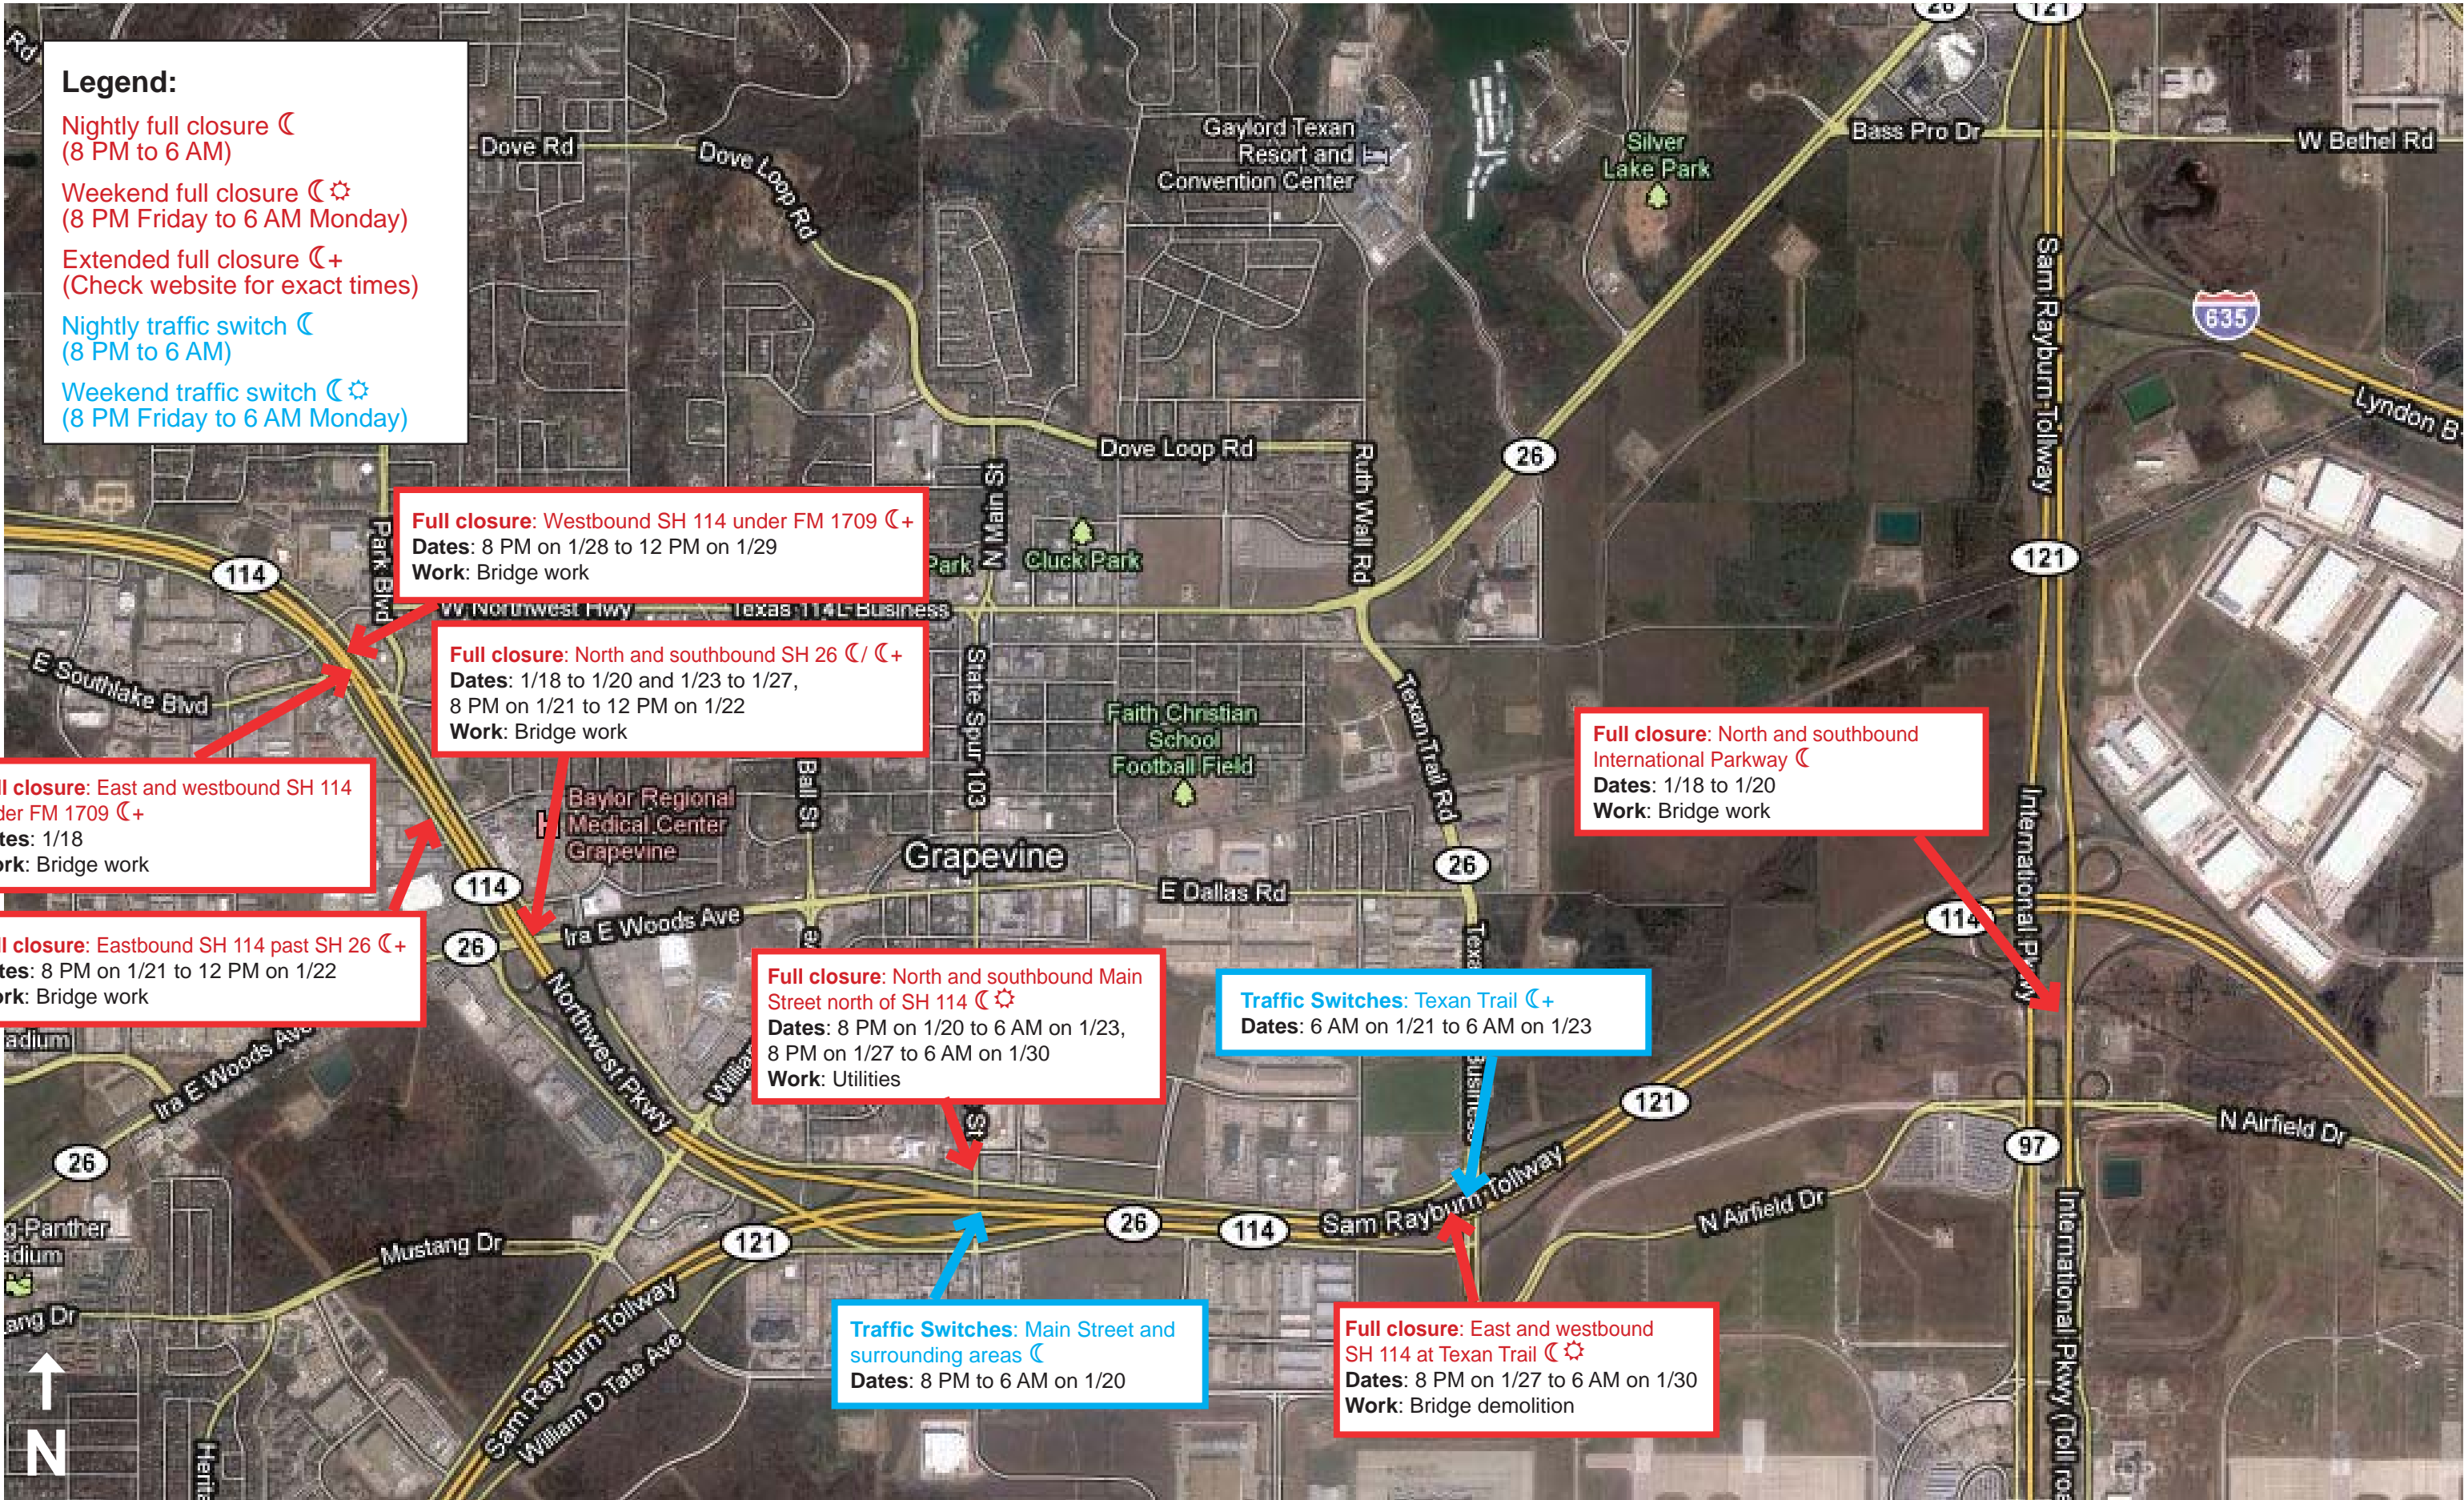 Legend:
Nightly full closure ☾
(8 PM to 6 AM)
Weekend full closure ☾☼
(8 PM Friday to 6 AM Monday)
Extended full closure ☾+
(Check website for exact times)
Nightly traffic switch ☾
(8 PM to 6 AM)
Weekend traffic switch ☾☼
(8 PM Friday to 6 AM Monday)
Rd
Dove Rd
Dove Loop Rd
Gaylord Texan
Resort and
Convention Center
Silver
Lake Park
26
121
Bass Pro Dr
W Bethel Rd
Sam Rayburn Tollway
635
Lyndon B
Dove Loop Rd
Ruth Wall Rd
26
121
N Main St
Park
Cluck Park
114
Park Blvd
Full closure: Westbound SH 114 under FM 1709 ☾+
Dates: 8 PM on 1/28 to 12 PM on 1/29
Work: Bridge work
W Northwest Hwy
Texas 114L Business
E Southlake Blvd
Full closure: North and southbound SH 26 ☾/ ☾+
Dates: 1/18 to 1/20 and 1/23 to 1/27,
8 PM on 1/21 to 12 PM on 1/22
Work: Bridge work
State Spur 103
Faith Christian
School
Football Field
Texan Trail Rd
Full closure: North and southbound
International Parkway ☾
Dates: 1/18 to 1/20
Work: Bridge work
ll closure: East and westbound SH 114
der FM 1709 ☾+
tes: 1/18
ork: Bridge work
Baylor Regional
Medical Center
Grapevine
H
Ball St
Grapevine
26
E Dallas Rd
114
International Pkwy
114
ll closure: Eastbound SH 114 past SH 26 ☾+
tes: 8 PM on 1/21 to 12 PM on 1/22
ork: Bridge work
26
Ira E Woods Ave
Full closure: North and southbound Main
Street north of SH 114 ☾☼
Dates: 8 PM on 1/20 to 6 AM on 1/23,
8 PM on 1/27 to 6 AM on 1/30
Work: Utilities
Traffic Switches: Texan Trail ☾+
Dates: 6 AM on 1/21 to 6 AM on 1/23
adium
Ira E Woods Ave
Northwest Pkwy
St
121
N Airfield Dr
97
26
g-Panther
adium
Mustang Dr
121
26
114
Sam Rayburn Tollway
N Airfield Dr
ang Dr
Sam Rayburn Tollway
William D Tate Ave
Traffic Switches: Main Street and
surrounding areas ☾
Dates: 8 PM to 6 AM on 1/20
Full closure: East and westbound
SH 114 at Texan Trail ☾☼
Dates: 8 PM on 1/27 to 6 AM on 1/30
Work: Bridge demolition
International Pkwy (Toll roa
N
Herita